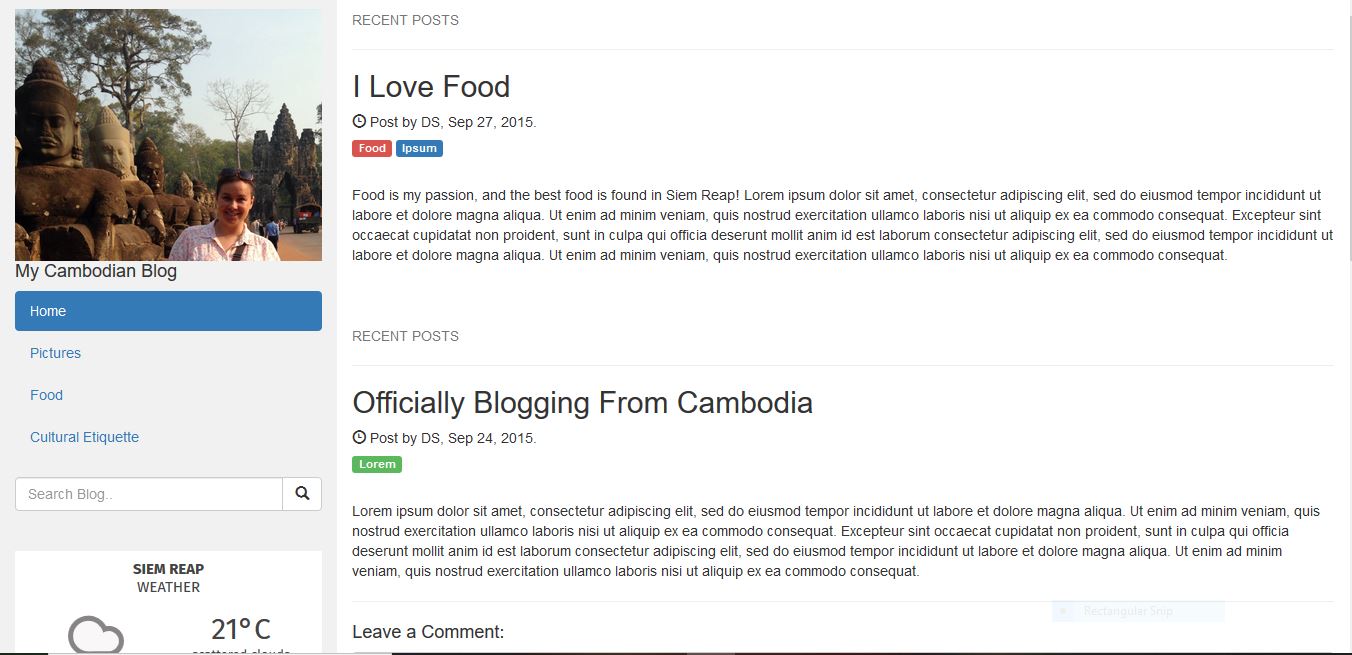 My Cambodian Blog
Home
Pictures
Food
Cultural Etiquette
Search Blog..
SIEM REAP
WEATHER
21° C
scattered clouds
RECENT POSTS
I Love Food
Post by DS, Sep 27, 2015.
Food Ipsum
Food is my passion, and the best food is found in Siem Reap! Lorem ipsum dolor sit amet, consectetur adipiscing elit, sed do eiusmod tempor incididunt ut
labore et dolore magna aliqua. Ut enim ad minim veniam, quis nostrud exercitation ullamco laboris nisi ut aliquip ex ea commodo consequat. Excepteur sint
occaecat cupidatat non proident, sunt in culpa qui officia deserunt mollit anim id est laborum consectetur adipiscing elit, sed do eiusmod tempor incididunt ut
labore et dolore magna aliqua. Ut enim ad minim veniam, quis nostrud exercitation ullamco laboris nisi ut aliquip ex ea commodo consequat.
RECENT POSTS
Officially Blogging From Cambodia
Post by DS, Sep 24, 2015.
Lorem
Lorem ipsum dolor sit amet, consectetur adipiscing elit, sed do eiusmod tempor incididunt ut labore et dolore magna aliqua. Ut enim ad minim veniam, quis
nostrud exercitation ullamco laboris nisi ut aliquip ex ea commodo consequat. Excepteur sint occaecat cupidatat non proident, sunt in culpa qui officia
deserunt mollit anim id est laborum consectetur adipiscing elit, sed do eiusmod tempor incididunt ut labore et dolore magna aliqua. Ut enim ad minim
veniam, quis nostrud exercitation ullamco laboris nisi ut aliquip ex ea commodo consequat.
Rectangular Snip
Leave a Comment: